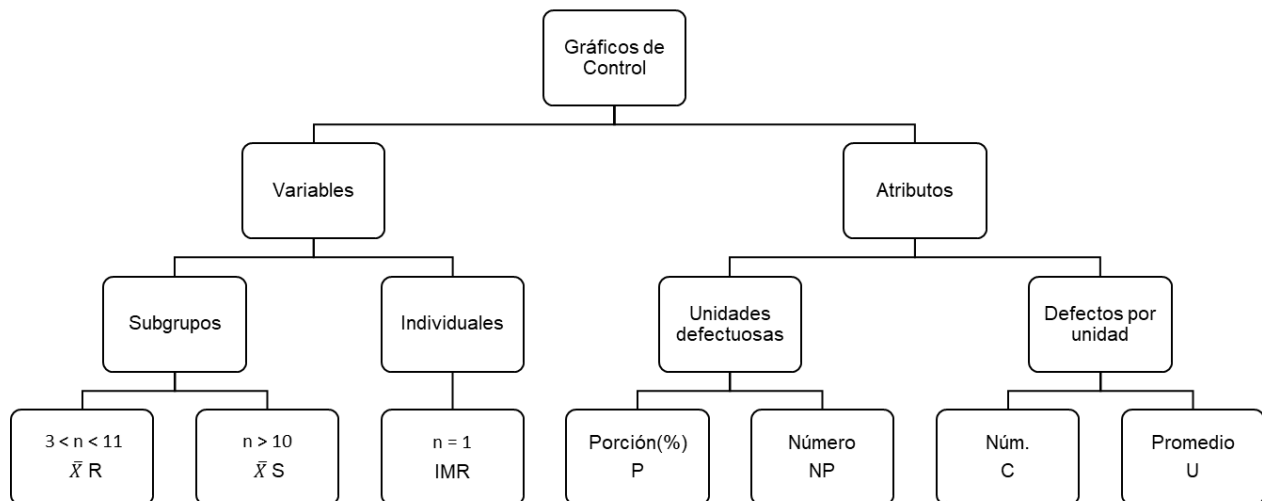 Gráficos de
Control
Variables
Atributos
Subgrupos
Individuales
Unidades
defectuosas
Defectos por
unidad
3 < n < 11
X̄ R
n > 10
X̄ S
n = 1
IMR
Porción(%)
P
Número
NP
Núm.
C
Promedio
U